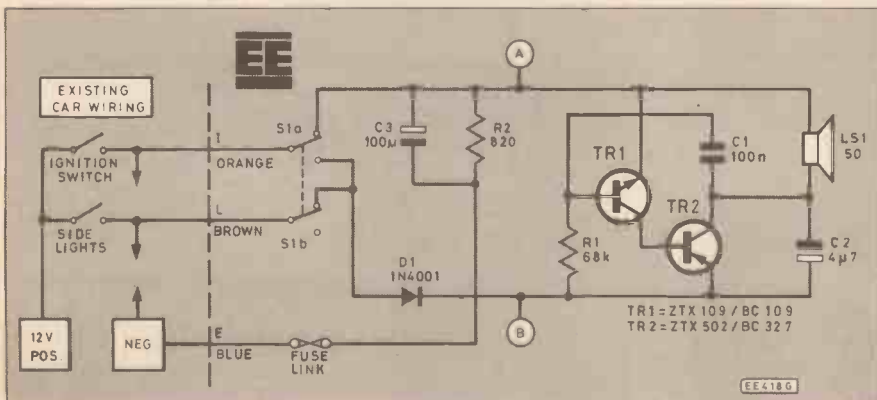 EE
A
EXISTING
CAR WIRING
IGNITION
SWITCH
SIDE
LIGHTS
12V
POS.
NEG
I
ORANGE
L
BROWN
E
BLUE
S1a
S1b
FUSE
LINK
C3
100µ
R2
820
D1
1N4001
B
TR1
TR2
R1
68k
C1
100n
LS1
50
C2
4µ7
TR1=ZTX 109/BC 109
TR2=ZTX 502/BC 327
EE418G